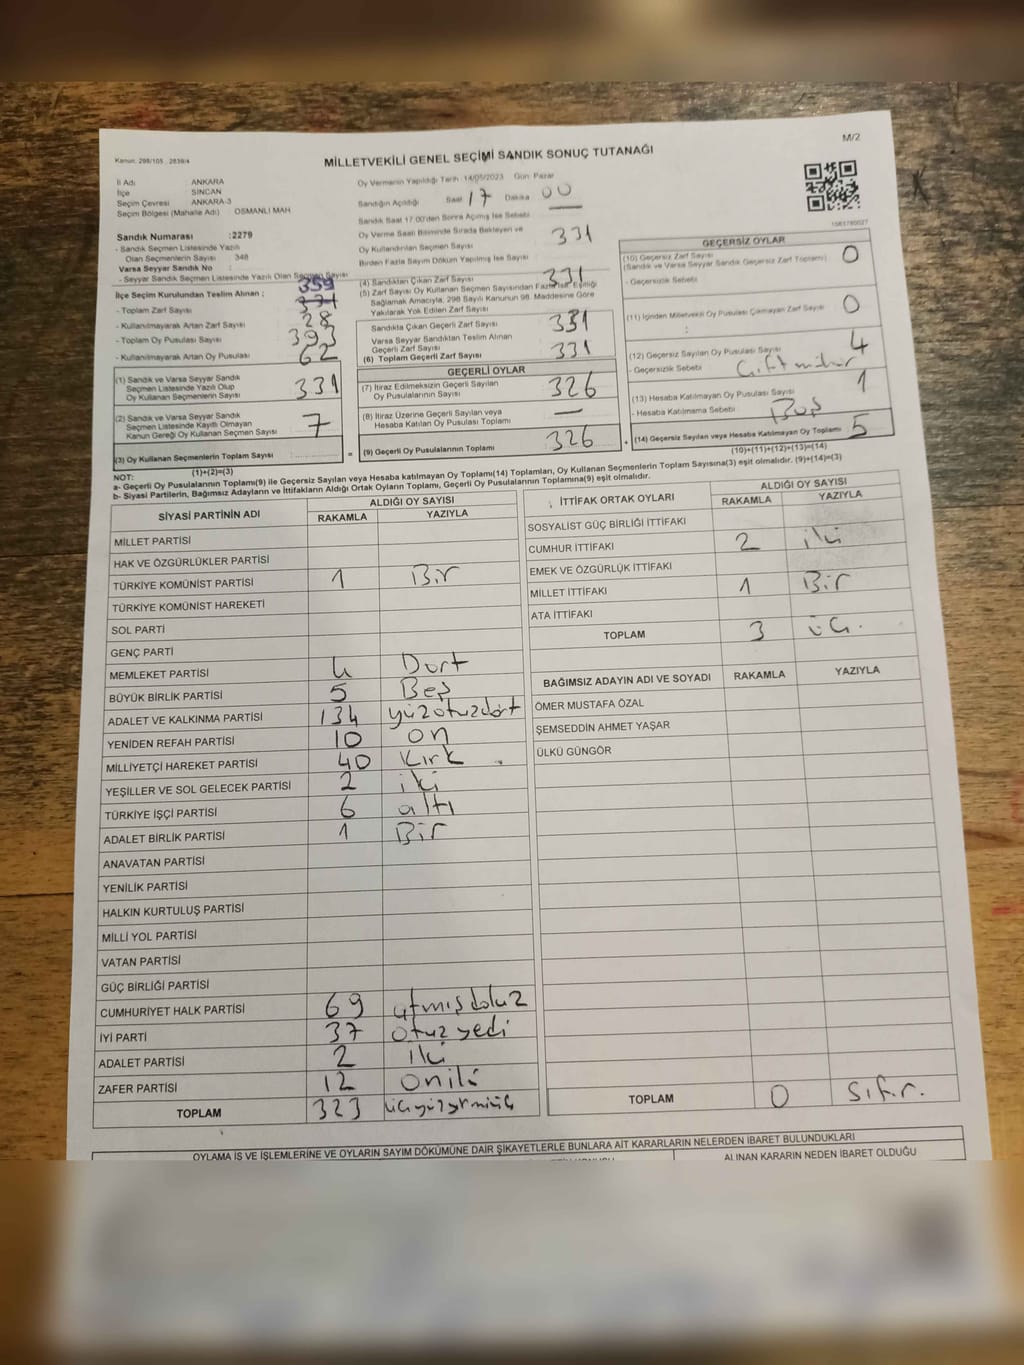 M/2
Kanun: 298/105 , 2839/4
MİLLETVEKİLİ GENEL SEÇİMİ SANDIK SONUÇ TUTANAĞI
İl Adı : ANKARA
İlçe : SİNCAN
Seçim Çevresi : ANKARA-3
Seçim Bölgesi (Mahalle Adı) OSMANLI MAH
Sandık Numarası :2279
- Sandık Seçmen Listesinde Yazılı
Olan Seçmenlerin Sayısı 348
Varsa Seyyar Sandık No :
- Seyyar Sandık Seçmen Listesinde Yazılı Olan Seçmen Sayısı
İlçe Seçim Kurulundan Teslim Alınan : 359
- Toplam Zarf Sayısı
- Kullanılmayarak Artan Zarf Sayısı : 28
- Toplam Oy Pusulası Sayısı : 393
- Kullanılmayarak Artan Oy Pusulası : 62
(1) Sandık ve Varsa Seyyar Sandık
Seçmen Listesinde Yazılı Olup
Oy Kullanan Seçmenlerin Sayısı 331
(2) Sandık ve Varsa Seyyar Sandık
Seçmen Listesinde Kayıtlı Olmayan
Kanun Gereği Oy Kullanan Seçmen Sayısı 7
(3) Oy Kullanan Seçmenlerin Toplam Sayısı
(1)+(2)=(3)
Oy Vermenin Yapıldığı Tarih :14/05/2023 Gün: Pazar
Sandığın Açıldığı Saat 17 Dakika 00
Sandık Saat 17.00'den Sonra Açılmış İse Sebebi
Oy Verme Saati Bitiminde Sırada Bekleyen ve
Oy Kullandırılan Seçmen Sayısı 331
Birden Fazla Sayım Döküm Yapılmış İse Sayısı
(4) Sandıktan Çıkan Zarf Sayısı 331
(5) Zarf Sayısı Oy Kullanan Seçmen Sayısından Fazla İse, Eşitliği
Sağlamak Amacıyla, 298 Sayılı Kanunun 98. Maddesine Göre
Yakılarak Yok Edilen Zarf Sayısı
Sandıkta Çıkan Geçerli Zarf Sayısı 331
Varsa Seyyar Sandıktan Teslim Alınan
Geçerli Zarf Sayısı
(6) Toplam Geçerli Zarf Sayısı 331
GEÇERLİ OYLAR
(7) İtiraz Edilmeksizin Geçerli Sayılan
Oy Pusulalarının Sayısı 326
(8) İtiraz Üzerine Geçerli Sayılan veya
Hesaba Katılan Oy Pusulası Toplamı —
(9) Geçerli Oy Pusulalarının Toplamı 326
GEÇERSİZ OYLAR
(10) Geçersiz Zarf Sayısı
(Sandık ve Varsa Seyyar Sandık Geçersiz Zarf Toplamı) 0
- Geçersizlik Sebebi
(11) İçinden Milletvekili Oy Pusulası Çıkmayan Zarf Sayısı 0
(12) Geçersiz Sayılan Oy Pusulası Sayısı 4
- Geçersizlik Sebebi Çift mühür
(13) Hesaba Katılmayan Oy Pusulası Sayısı 1
- Hesaba Katılmama Sebebi Boş
(14) Geçersiz Sayılan veya Hesaba Katılmayan Oy Toplamı 5
(10)+(11)+(12)+(13)=(14)
NOT:
a- Geçerli Oy Pusulalarının Toplamı(9) ile Geçersiz Sayılan veya Hesaba katılmayan Oy Toplamı(14) Toplamları, Oy Kullanan Seçmenlerin Toplam Sayısına(3) eşit olmalıdır. (9)+(14)=(3)
b- Siyasi Partilerin, Bağımsız Adayların ve İttifakların Aldığı Ortak Oyların Toplamı, Geçerli Oy Pusulalarının Toplamına(9) eşit olmalıdır.
SİYASİ PARTİNİN ADI ALDIĞI OY SAYISI
RAKAMLA YAZIYLA
MİLLET PARTİSİ
HAK VE ÖZGÜRLÜKLER PARTİSİ
TÜRKİYE KOMÜNİST PARTİSİ 1 Bir
TÜRKİYE KOMÜNİST HAREKETİ
SOL PARTİ
GENÇ PARTİ
MEMLEKET PARTİSİ 4 Dört
BÜYÜK BİRLİK PARTİSİ 5 Beş
ADALET VE KALKINMA PARTİSİ 134 yüzotuzdört
YENİDEN REFAH PARTİSİ 10 on
MİLLİYETÇİ HAREKET PARTİSİ 40 Kırk
YEŞİLLER VE SOL GELECEK PARTİSİ 2 iki
TÜRKİYE İŞÇİ PARTİSİ 6 altı
ADALET BİRLİK PARTİSİ 1 Bir
ANAVATAN PARTİSİ
YENİLİK PARTİSİ
HALKIN KURTULUŞ PARTİSİ
MİLLİ YOL PARTİSİ
VATAN PARTİSİ
GÜÇ BİRLİĞİ PARTİSİ
CUMHURİYET HALK PARTİSİ 69 atmışdokuz
İYİ PARTİ 37 otuzyedi
ADALET PARTİSİ 2 iki
ZAFER PARTİSİ 12 oniki
TOPLAM 323 üçyüzyirmiüç
İTTİFAK ORTAK OYLARI ALDIĞI OY SAYISI
RAKAMLA YAZIYLA
SOSYALİST GÜÇ BİRLİĞİ İTTİFAKI
CUMHUR İTTİFAKI 2 iki
EMEK VE ÖZGÜRLÜK İTTİFAKI
MİLLET İTTİFAKI 1 Bir
ATA İTTİFAKI
TOPLAM 3 üç.
BAĞIMSIZ ADAYIN ADI VE SOYADI RAKAMLA YAZIYLA
ÖMER MUSTAFA ÖZAL
ŞEMSEDDİN AHMET YAŞAR
ÜLKÜ GÜNGÖR
TOPLAM 0 Sıfır.
OYLAMA İŞ VE İŞLEMLERİNE VE OYLARIN SAYIM DÖKÜMÜNE DAİR ŞİKAYETLERLE BUNLARA AİT KARARLARIN NELERDEN İBARET BULUNDUKLARI
ALINAN KARARIN NEDEN İBARET OLDUĞU